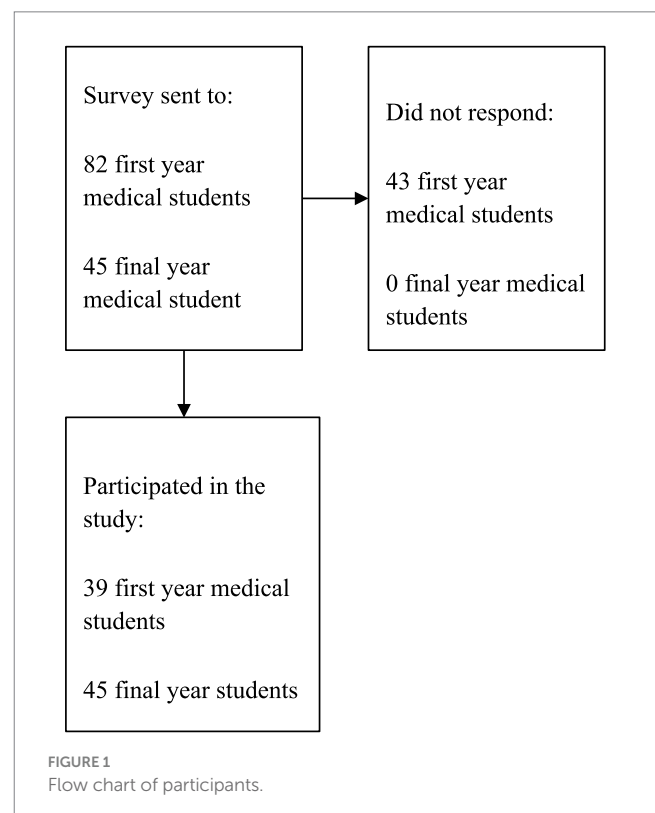 Survey sent to:
82 first year
medical students
45 final year
medical student
Did not respond:
43 first year
medical students
0 final year medical
students
Participated in the
study:
39 first year medical
students
45 final year students
FIGURE 1
Flow chart of participants.